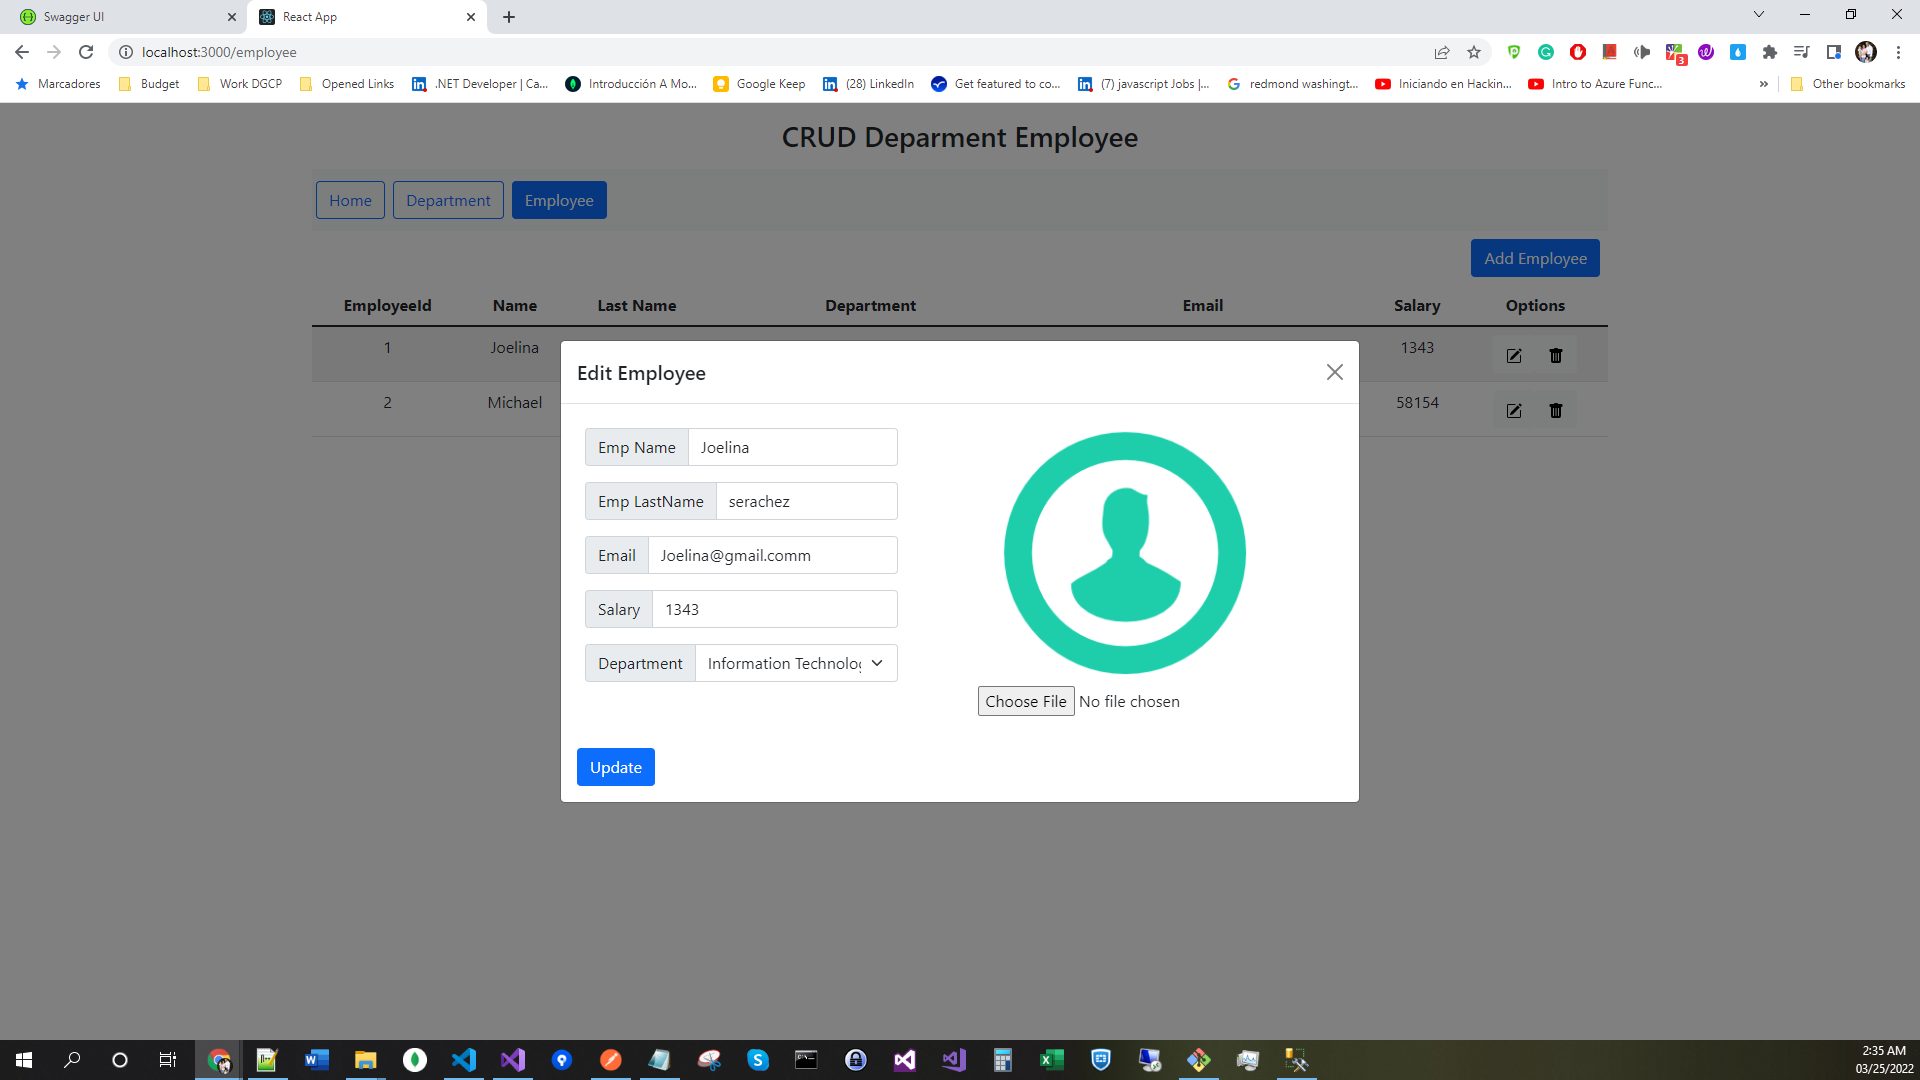 Swagger UI
React App
localhost:3000/employee
3
Marcadores
Budget
Work DGCP
Opened Links
.NET Developer | Ca...
Introducción A Mo...
Google Keep
(28) LinkedIn
Get featured to co...
(7) javascript Jobs |...
redmond washingt...
Iniciando en Hackin...
Intro to Azure Func...
»
Other bookmarks
CRUD Deparment Employee
Home
Department
Employee
Add Employee
EmployeeId Name Last Name Department Email Salary Options
1 Joelina 1343
2 Michael 58154
Edit Employee
Emp Name Joelina
Emp LastName serachez
Email Joelina@gmail.comm
Salary 1343
Department Information Technolog
Choose File No file chosen
Update
2:35 AM
03/25/2022